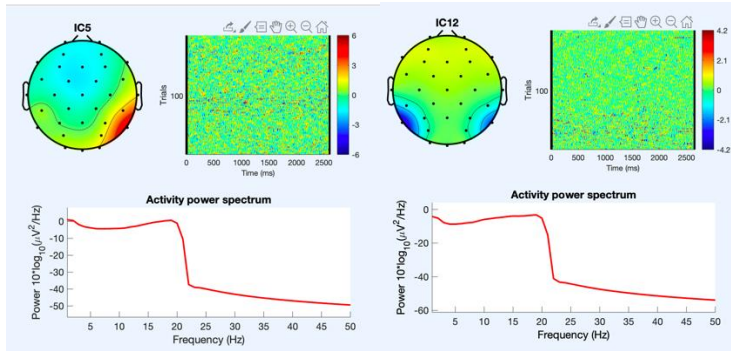 IC5
Trials
100
0 500 1000 1500 2000 2500
Time (ms)
6
3
0
-3
-6
Activity power spectrum
Power 10*log10(μV2/Hz)
0
-10
-20
-30
-40
-50
5 10 15 20 25 30 35 40 45 50
Frequency (Hz)
IC12
Trials
100
0 500 1000 1500 2000 2500
Time (ms)
4.2
2.1
0
-2.1
-4.2
Activity power spectrum
Power 10*log10(μV2/Hz)
0
-20
-40
-60
5 10 15 20 25 30 35 40 45 50
Frequency (Hz)